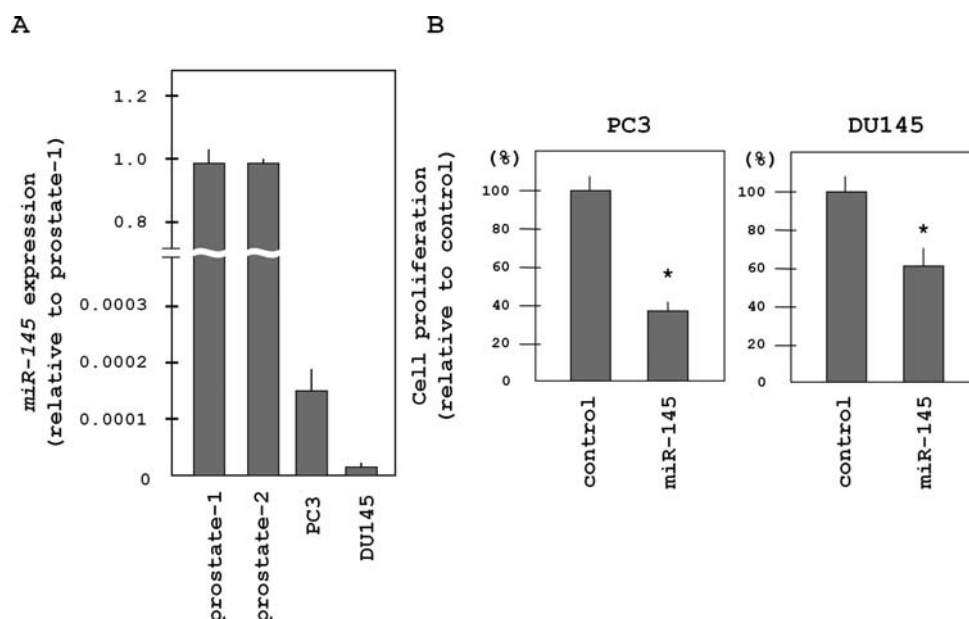 A
B
miR-145 expression
(relative to prostate-1)
1.2
1.0
0.8
0.0003
0.0002
0.0001
0
prostate-1
prostate-2
PC3
DU145
Cell proliferation
(relative to control)
PC3
(%)
100
80
60
40
20
0
*
control
miR-145
DU145
(%)
100
80
60
40
20
0
*
control
miR-145